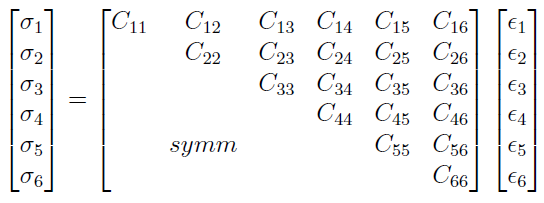 σ₁ C₁₁ C₁₂ C₁₃ C₁₄ C₁₅ C₁₆ ϵ₁
σ₂ C₂₂ C₂₃ C₂₄ C₂₅ C₂₆ ϵ₂
σ₃ C₃₃ C₃₄ C₃₅ C₃₆ ϵ₃
σ₄ = C₄₄ C₄₅ C₄₆ ϵ₄
σ₅ symm C₅₅ C₅₆ ϵ₅
σ₆ C₆₆ ϵ₆